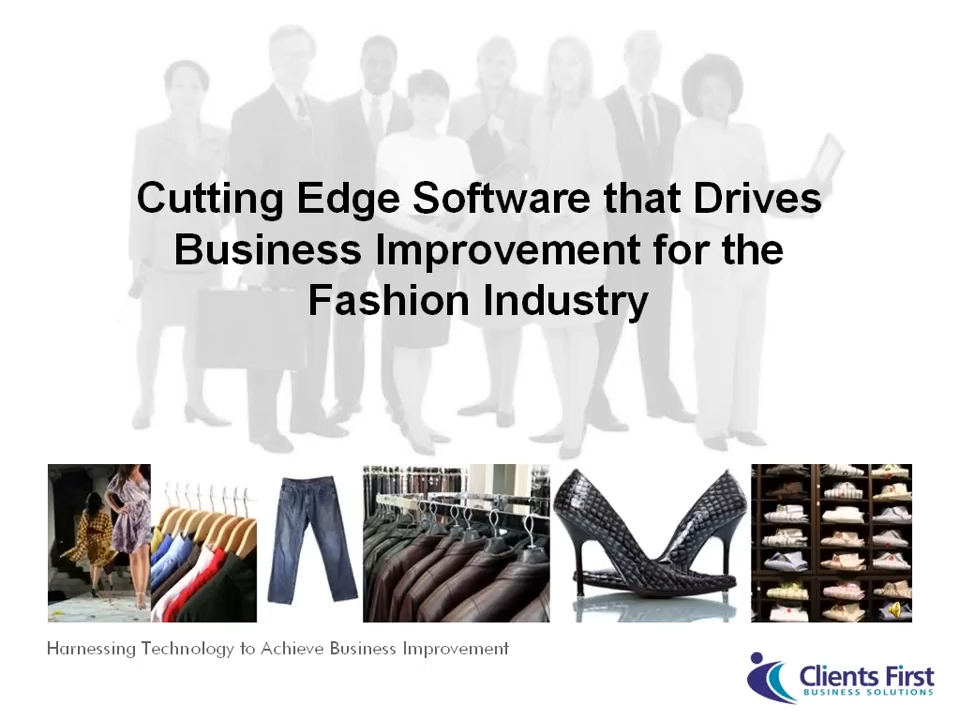 Cutting Edge Software that Drives
Business Improvement for the
Fashion Industry
Harnessing Technology to Achieve Business Improvement
Clients First
BUSINESS SOLUTIONS